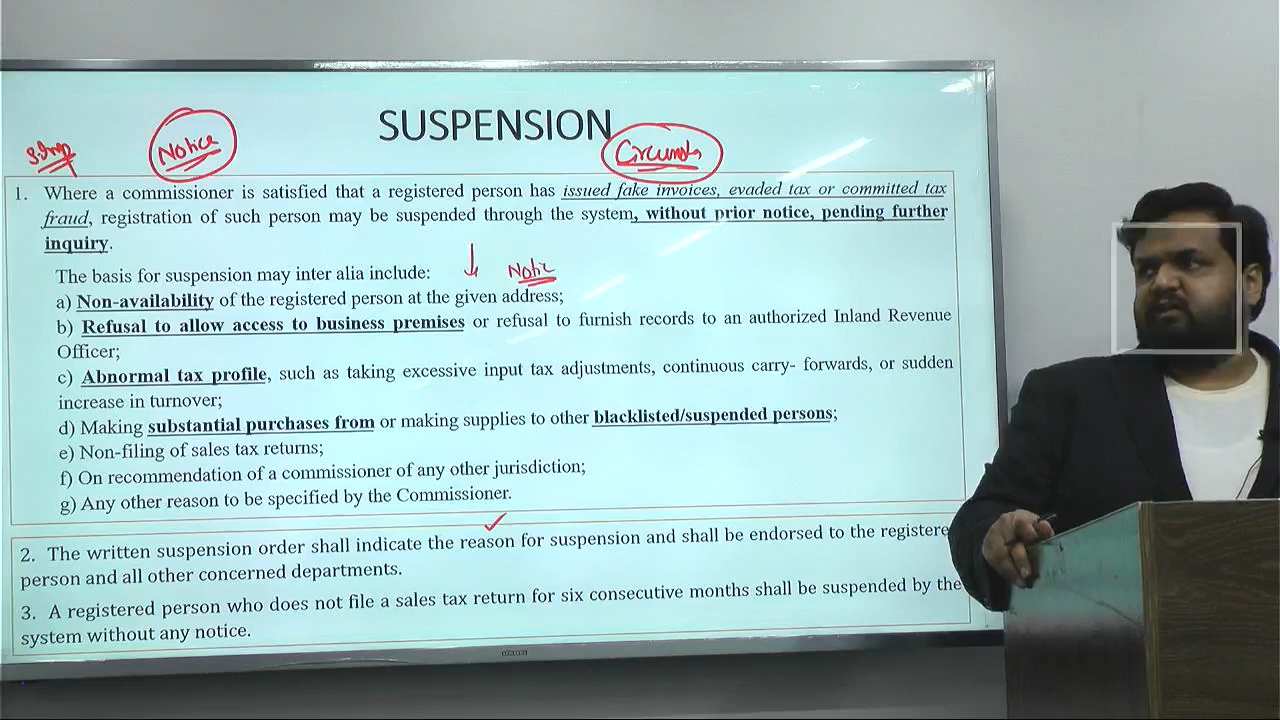 SUSPENSION
Notice
1. Where a commissioner is satisfied that a registered person has issued fake invoices, evaded tax or committed tax
fraud, registration of such person may be suspended through the system, without prior notice, pending further
inquiry.
The basis for suspension may inter alia include:
a) Non-availability of the registered person at the given address;
b) Refusal to allow access to business premises or refusal to furnish records to an authorized Inland Revenue
Officer;
c) Abnormal tax profile, such as taking excessive input tax adjustments, continuous carry- forwards, or sudden
increase in turnover;
d) Making substantial purchases from or making supplies to other blacklisted/suspended persons;
e) Non-filing of sales tax returns;
f) On recommendation of a commissioner of any other jurisdiction;
g) Any other reason to be specified by the Commissioner.
2. The written suspension order shall indicate the reason for suspension and shall be endorsed to the registere
person and all other concerned departments.
3. A registered person who does not file a sales tax return for six consecutive months shall be suspended by the
system without any notice.
SAMSUNG